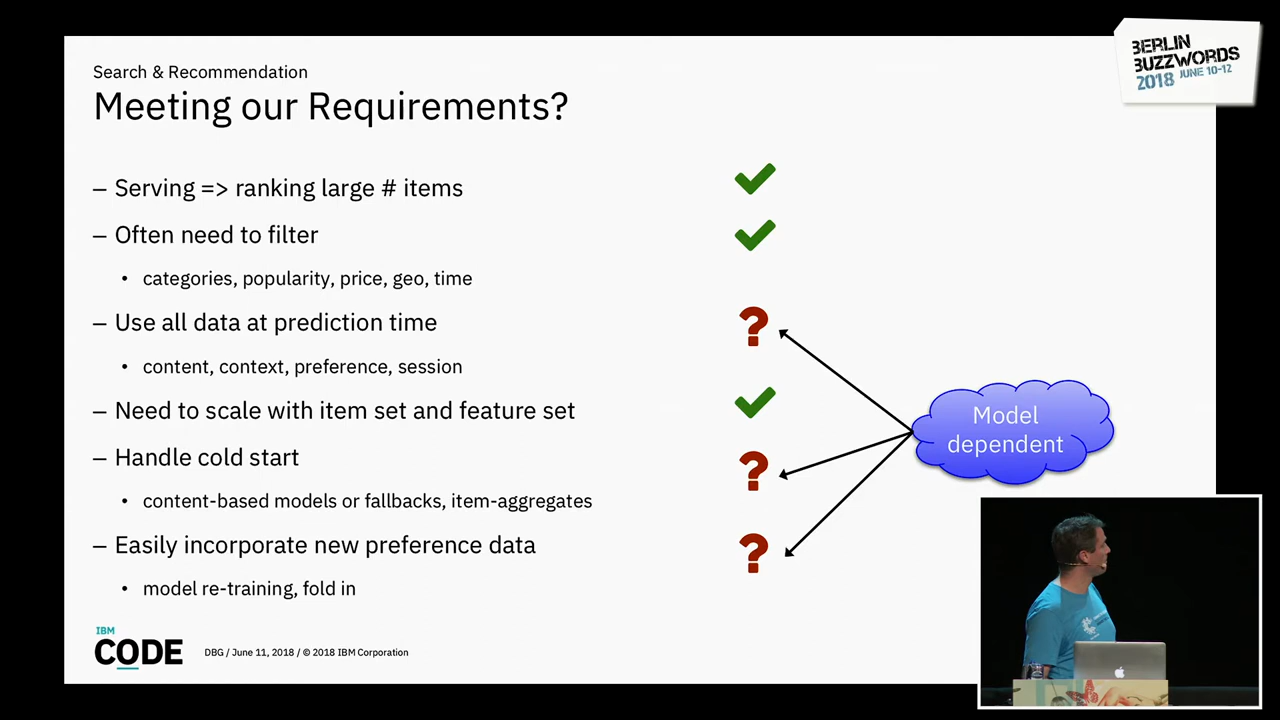 BERLIN
BUZZWORDS
2018 JUNE 10-12
Search & Recommendation
Meeting our Requirements?
– Serving => ranking large # items
– Often need to filter
• categories, popularity, price, geo, time
– Use all data at prediction time
• content, context, preference, session
– Need to scale with item set and feature set
– Handle cold start
• content-based models or fallbacks, item-aggregates
– Easily incorporate new preference data
• model re-training, fold in
Model
dependent
IBM
CODE
DBG / June 11, 2018 / © 2018 IBM Corporation